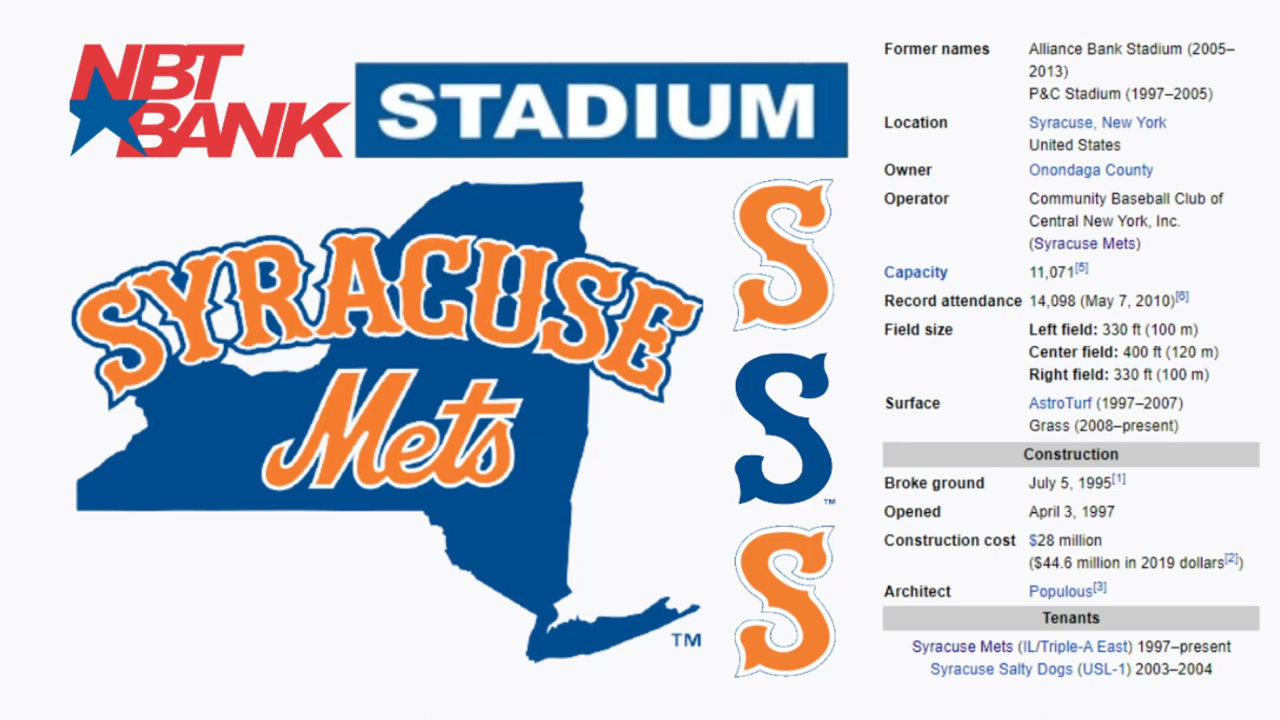 NBT
BANK
STADIUM
SYRACUSE
Mets
TM
S
S
TM
S
Former names Alliance Bank Stadium (2005–
2013)
P&C Stadium (1997–2005)
Location Syracuse, New York
United States
Owner Onondaga County
Operator Community Baseball Club of
Central New York, Inc.
(Syracuse Mets)
Capacity 11,071[5]
Record attendance 14,098 (May 7, 2010)[6]
Field size Left field: 330 ft (100 m)
Center field: 400 ft (120 m)
Right field: 330 ft (100 m)
Surface AstroTurf (1997–2007)
Grass (2008–present)
Construction
Broke ground July 5, 1995[1]
Opened April 3, 1997
Construction cost $28 million
($44.6 million in 2019 dollars[2])
Architect Populous[3]
Tenants
Syracuse Mets (IL/Triple-A East) 1997–present
Syracuse Salty Dogs (USL-1) 2003–2004